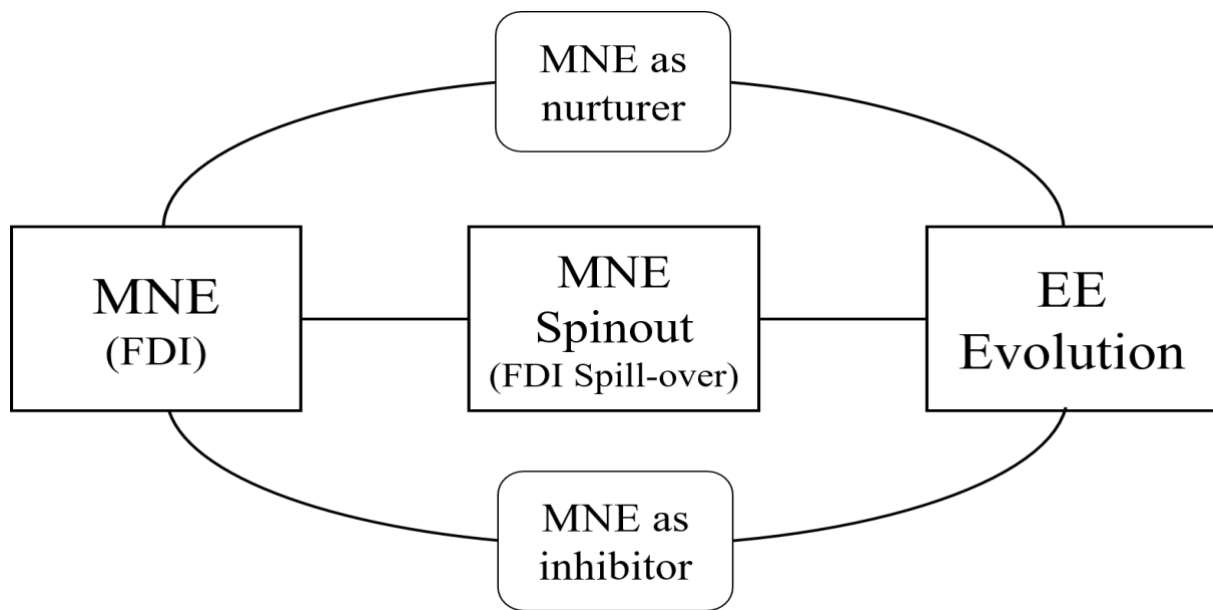 MNE as
nurturer
MNE
(FDI)
MNE
Spinout
(FDI Spill-over)
EE
Evolution
MNE as
inhibitor